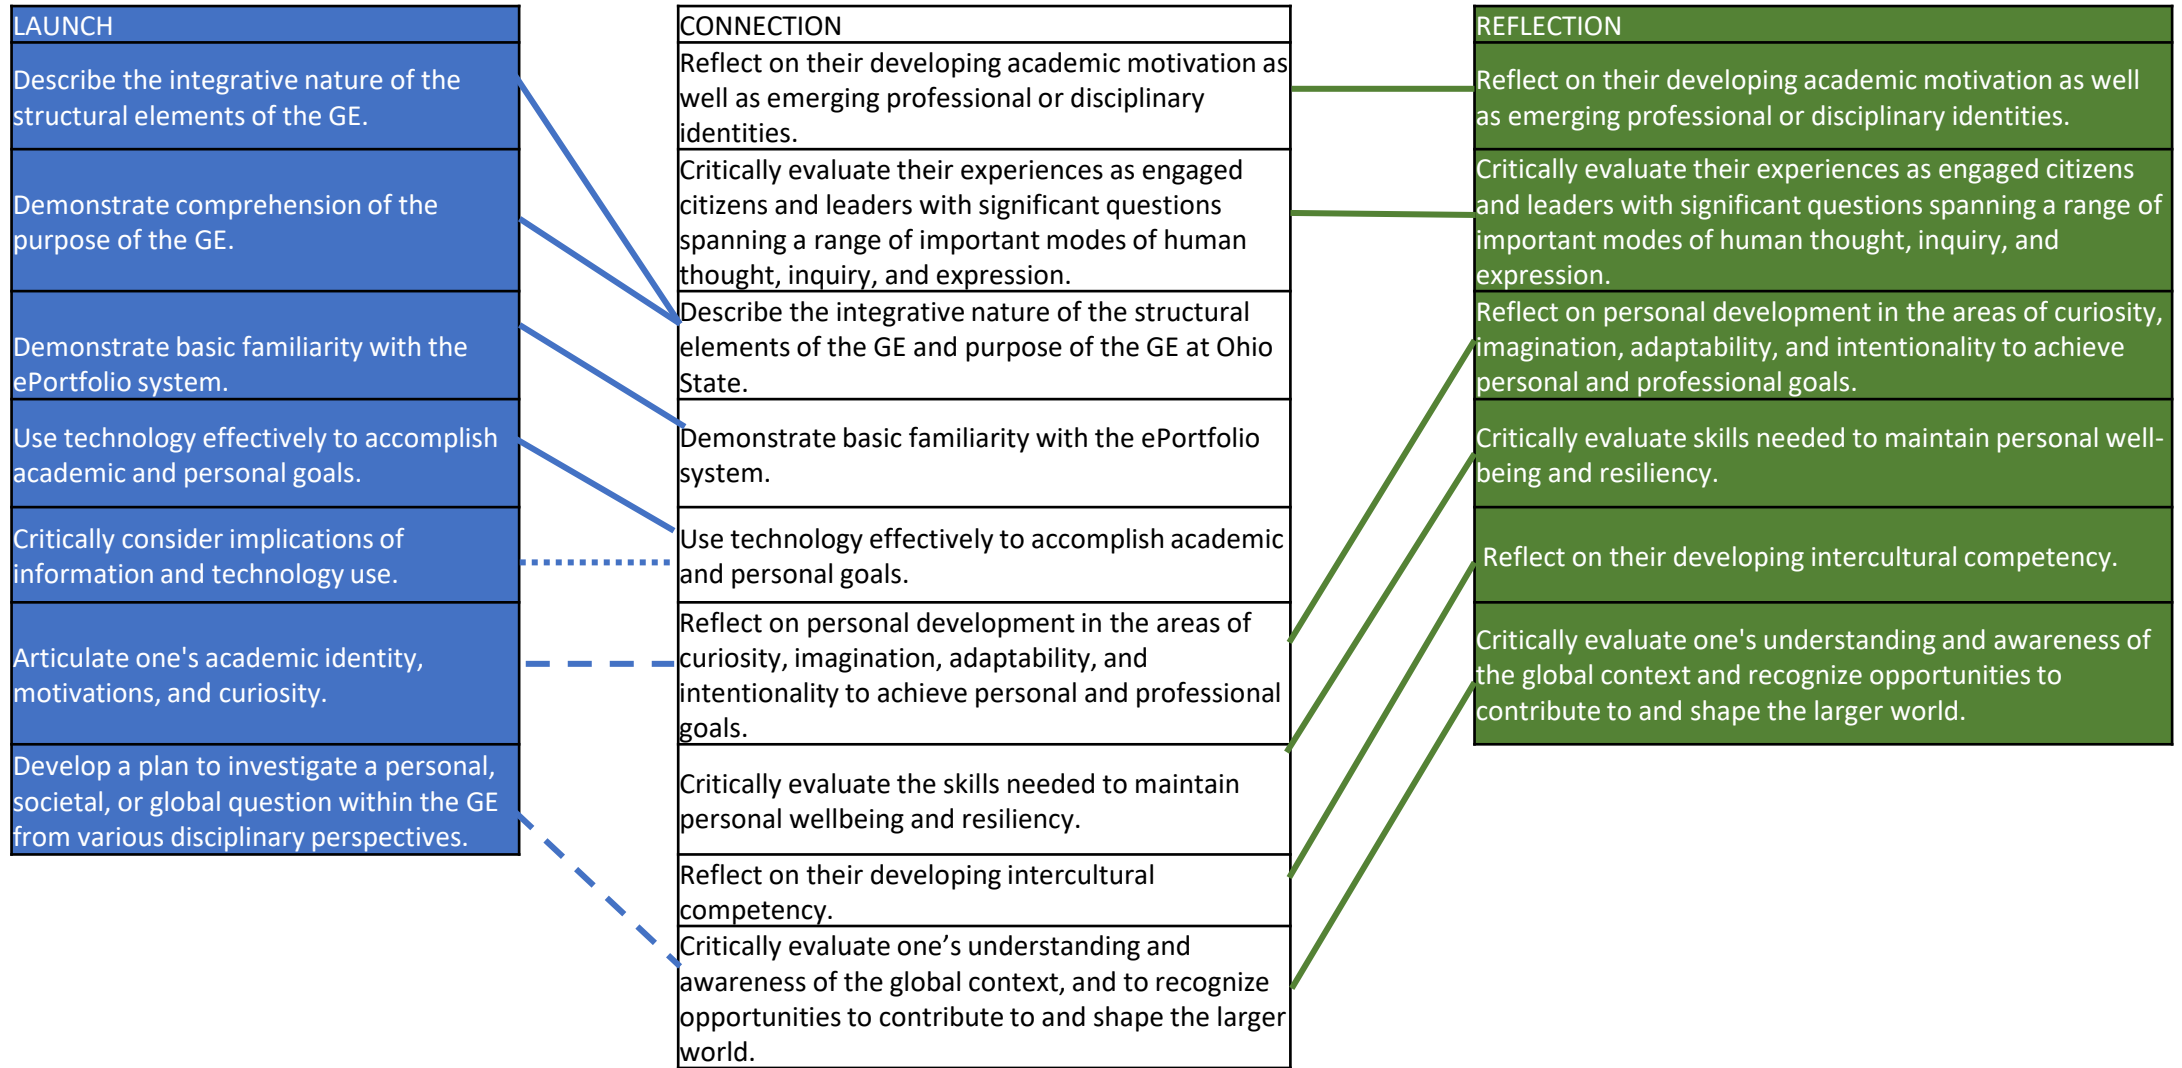 LAUNCH
Describe the integrative nature of the
structural elements of the GE.
Demonstrate comprehension of the
purpose of the GE.
Demonstrate basic familiarity with the
ePortfolio system.
Use technology effectively to accomplish
academic and personal goals.
Critically consider implications of
information and technology use.
Articulate one's academic identity,
motivations, and curiosity.
Develop a plan to investigate a personal,
societal, or global question within the GE
from various disciplinary perspectives.
CONNECTION
Reflect on their developing academic motivation as
well as emerging professional or disciplinary
identities.
Critically evaluate their experiences as engaged
citizens and leaders with significant questions
spanning a range of important modes of human
thought, inquiry, and expression.
Describe the integrative nature of the structural
elements of the GE and purpose of the GE at Ohio
State.
Demonstrate basic familiarity with the ePortfolio
system.
Use technology effectively to accomplish academic
and personal goals.
Reflect on personal development in the areas of
curiosity, imagination, adaptability, and
intentionality to achieve personal and professional
goals.
Critically evaluate the skills needed to maintain
personal wellbeing and resiliency.
Reflect on their developing intercultural
competency.
Critically evaluate one’s understanding and
awareness of the global context, and to recognize
opportunities to contribute to and shape the larger
world.
REFLECTION
Reflect on their developing academic motivation as well
as emerging professional or disciplinary identities.
Critically evaluate their experiences as engaged citizens
and leaders with significant questions spanning a range of
important modes of human thought, inquiry, and
expression.
Reflect on personal development in the areas of curiosity,
imagination, adaptability, and intentionality to achieve
personal and professional goals.
Critically evaluate skills needed to maintain personal well-
being and resiliency.
Reflect on their developing intercultural competency.
Critically evaluate one's understanding and awareness of
the global context and recognize opportunities to
contribute to and shape the larger world.